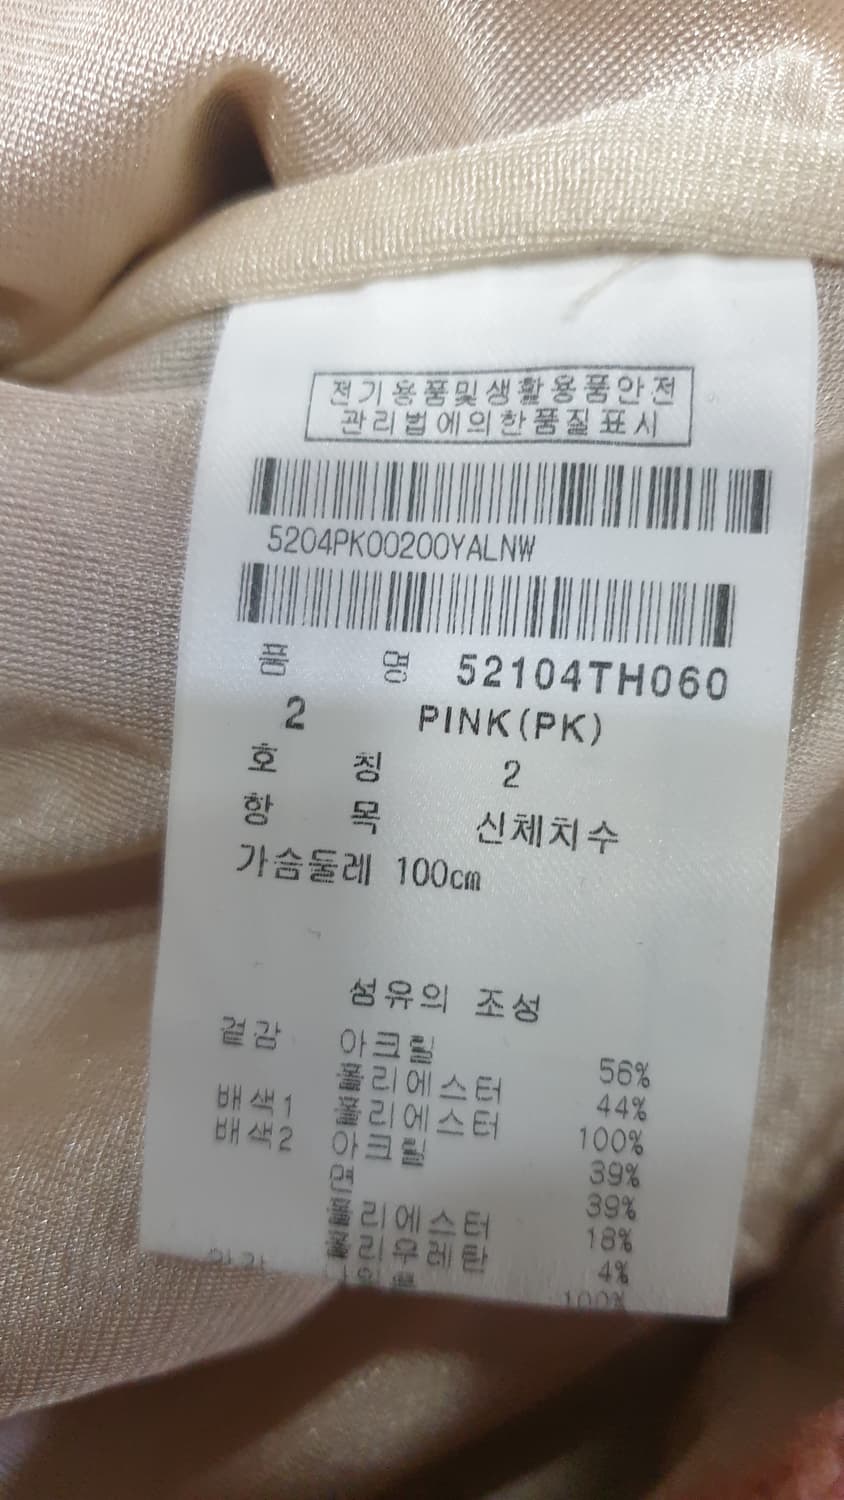 전기용품및생활용품안전
관리법에의한품질표시
5204PK00200YALNW
품 명 52104TH060
2 PINK(PK)
호 칭 2
항 목 신체치수
가슴둘레 100㎝
섬유의 조성
겉감 아크릴 56%
폴리에스터 44%
배색1 폴리에스터 100%
배색2 아크릴 39%
면 39%
폴리에스터 18%
폴리우레탄 4%
100%